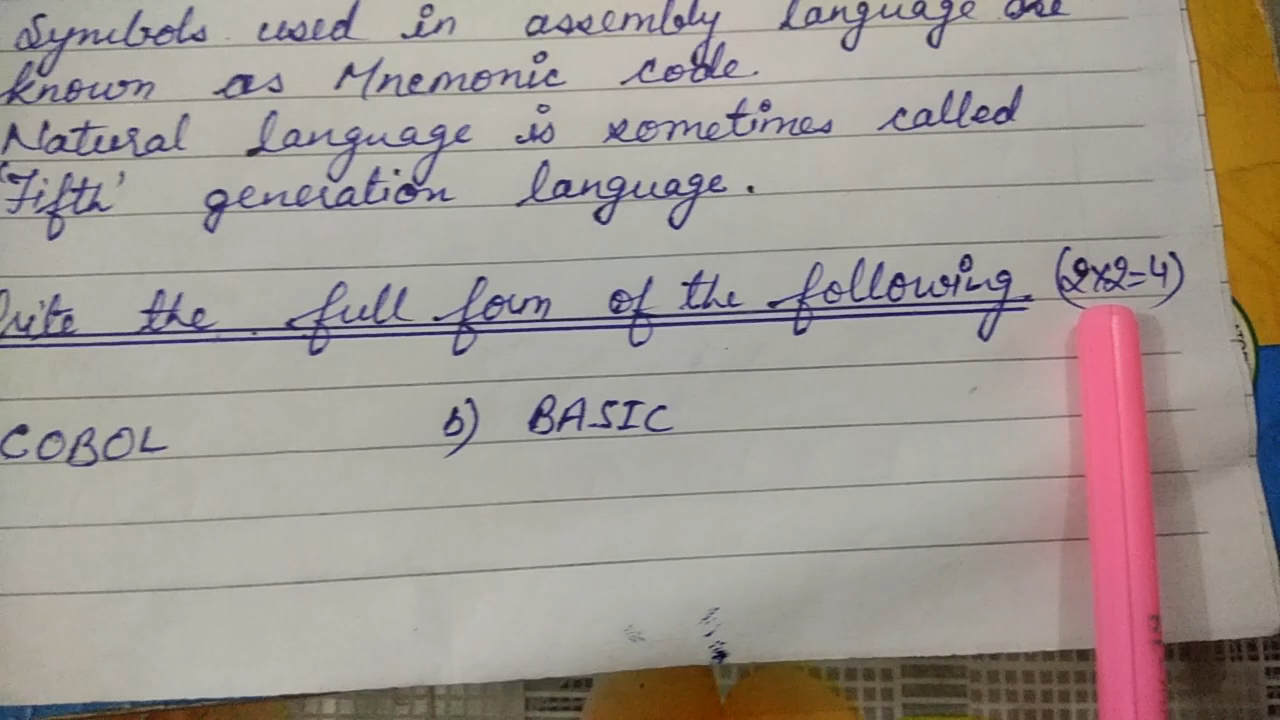 Symbols used in assembly language are
known as Mnemonic code.
Natural language is sometimes called
'Fifth' generation language.
Write the full form of the following. (2x2=4)
COBOL b) BASIC